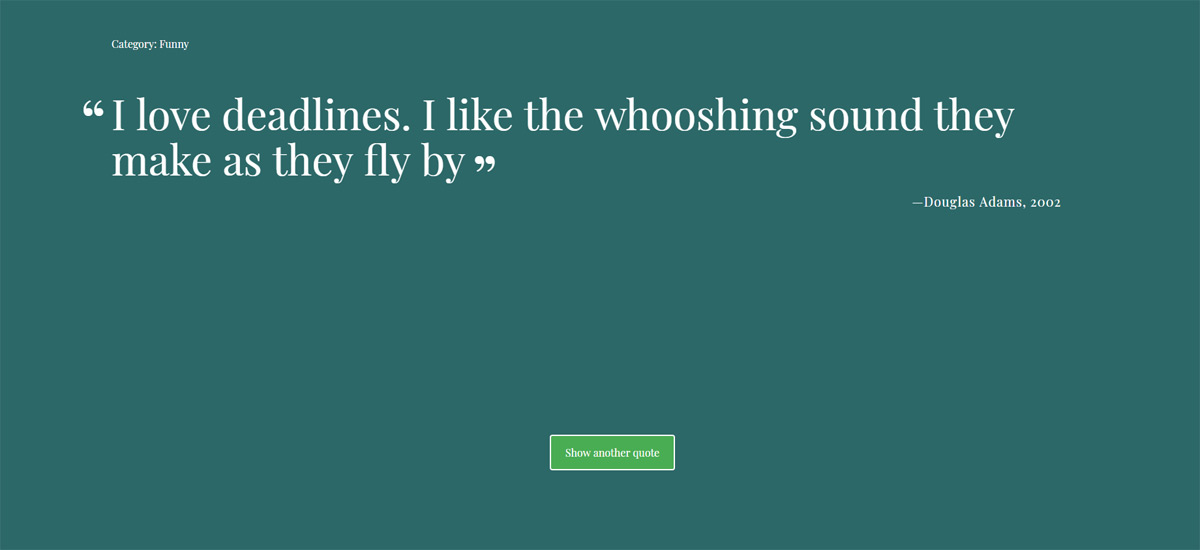 Category: Funny
“ I love deadlines. I like the whooshing sound they
make as they fly by ”
—Douglas Adams, 2002
Show another quote